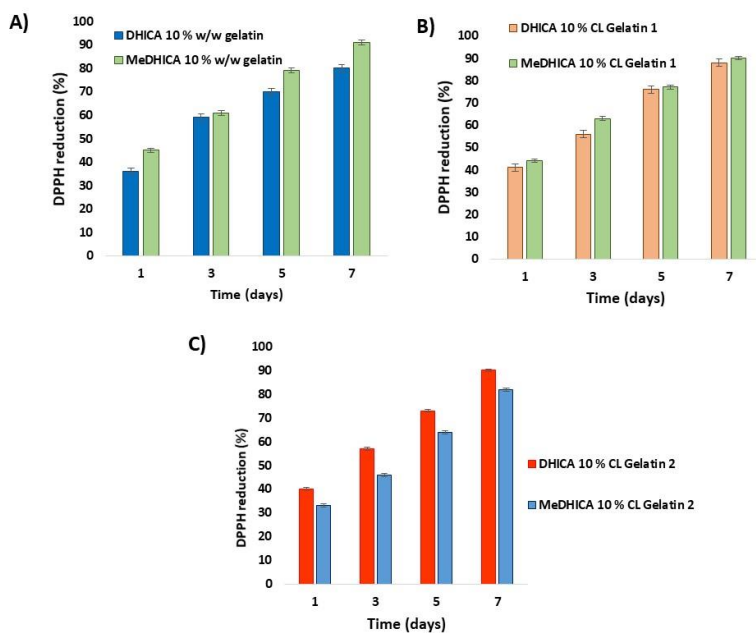 A)
DHICA 10 % w/w gelatin
MeDHICA 10 % w/w gelatin
DPPH reduction (%)
100
90
80
70
60
50
40
30
20
10
0
1 3 5 7
Time (days)
B)
DHICA 10 % CL Gelatin 1
MeDHICA 10 % CL Gelatin 1
DPPH reduction (%)
100
90
80
70
60
50
40
30
20
10
0
1 3 5 7
Time (days)
C)
DPPH reduction (%)
100
90
80
70
60
50
40
30
20
10
0
1 3 5 7
Time (days)
DHICA 10 % CL Gelatin 2
MeDHICA 10 % CL Gelatin 2